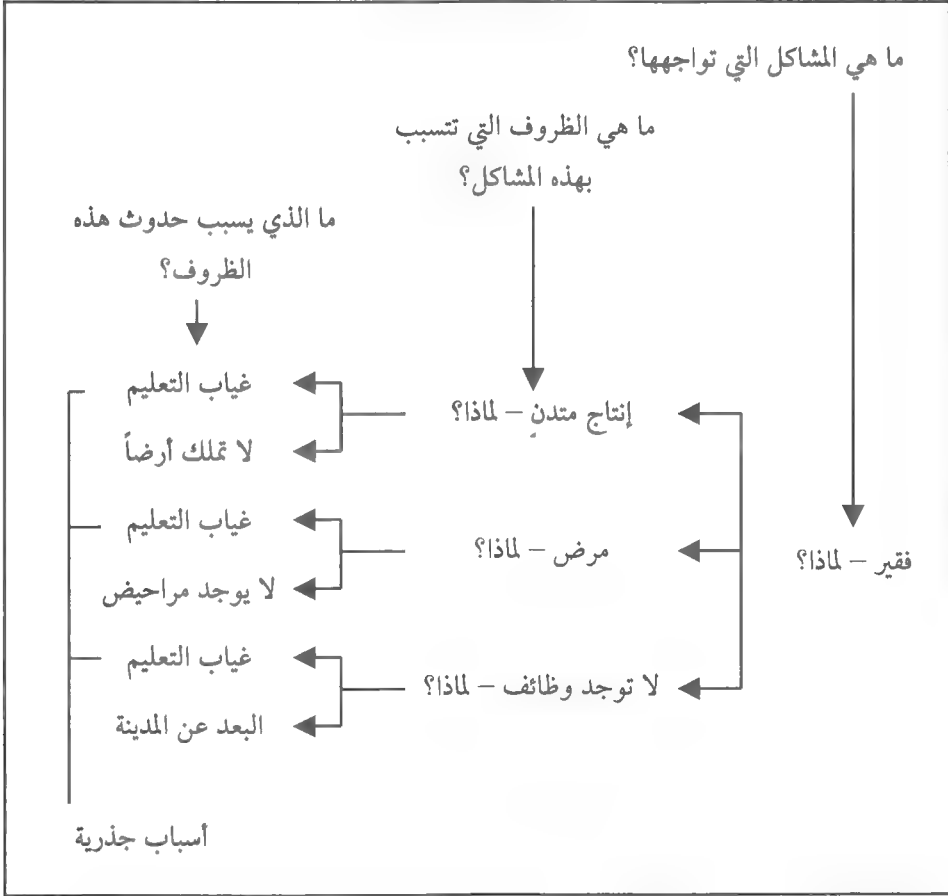 ما هي المشاكل التي تواجهها؟
ما هي الظروف التي تتسبب
بهذه المشاكل؟
ما الذي يسبب حدوث هذه
الظروف؟
فقير – لماذا؟
إنتاج متدنٍ – لماذا؟
غياب التعليم
لا تملك أرضاً
مرض – لماذا؟
غياب التعليم
لا يوجد مراحيض
لا توجد وظائف – لماذا؟
غياب التعليم
البعد عن المدينة
أسباب جذرية